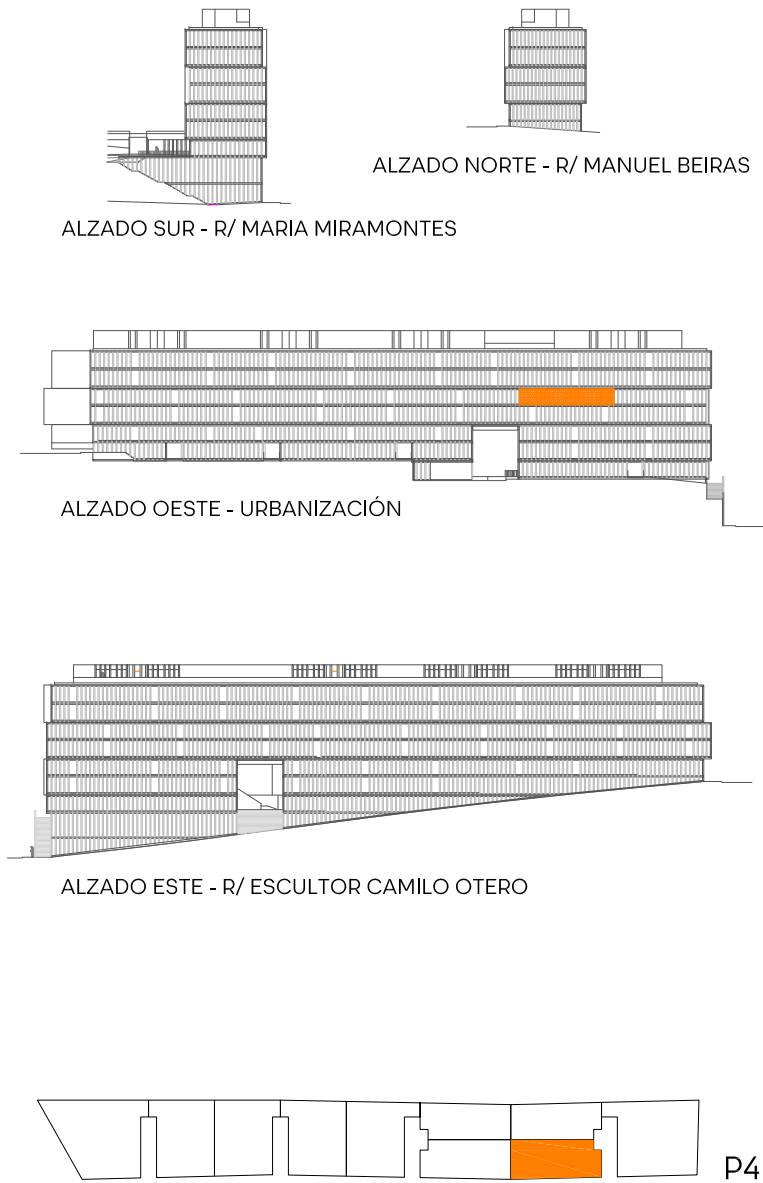 ALZADO NORTE - R/ MANUEL BEIRAS
ALZADO SUR - R/ MARIA MIRAMONTES
ALZADO OESTE - URBANIZACIÓN
ALZADO ESTE - R/ ESCULTOR CAMILO OTERO
P4